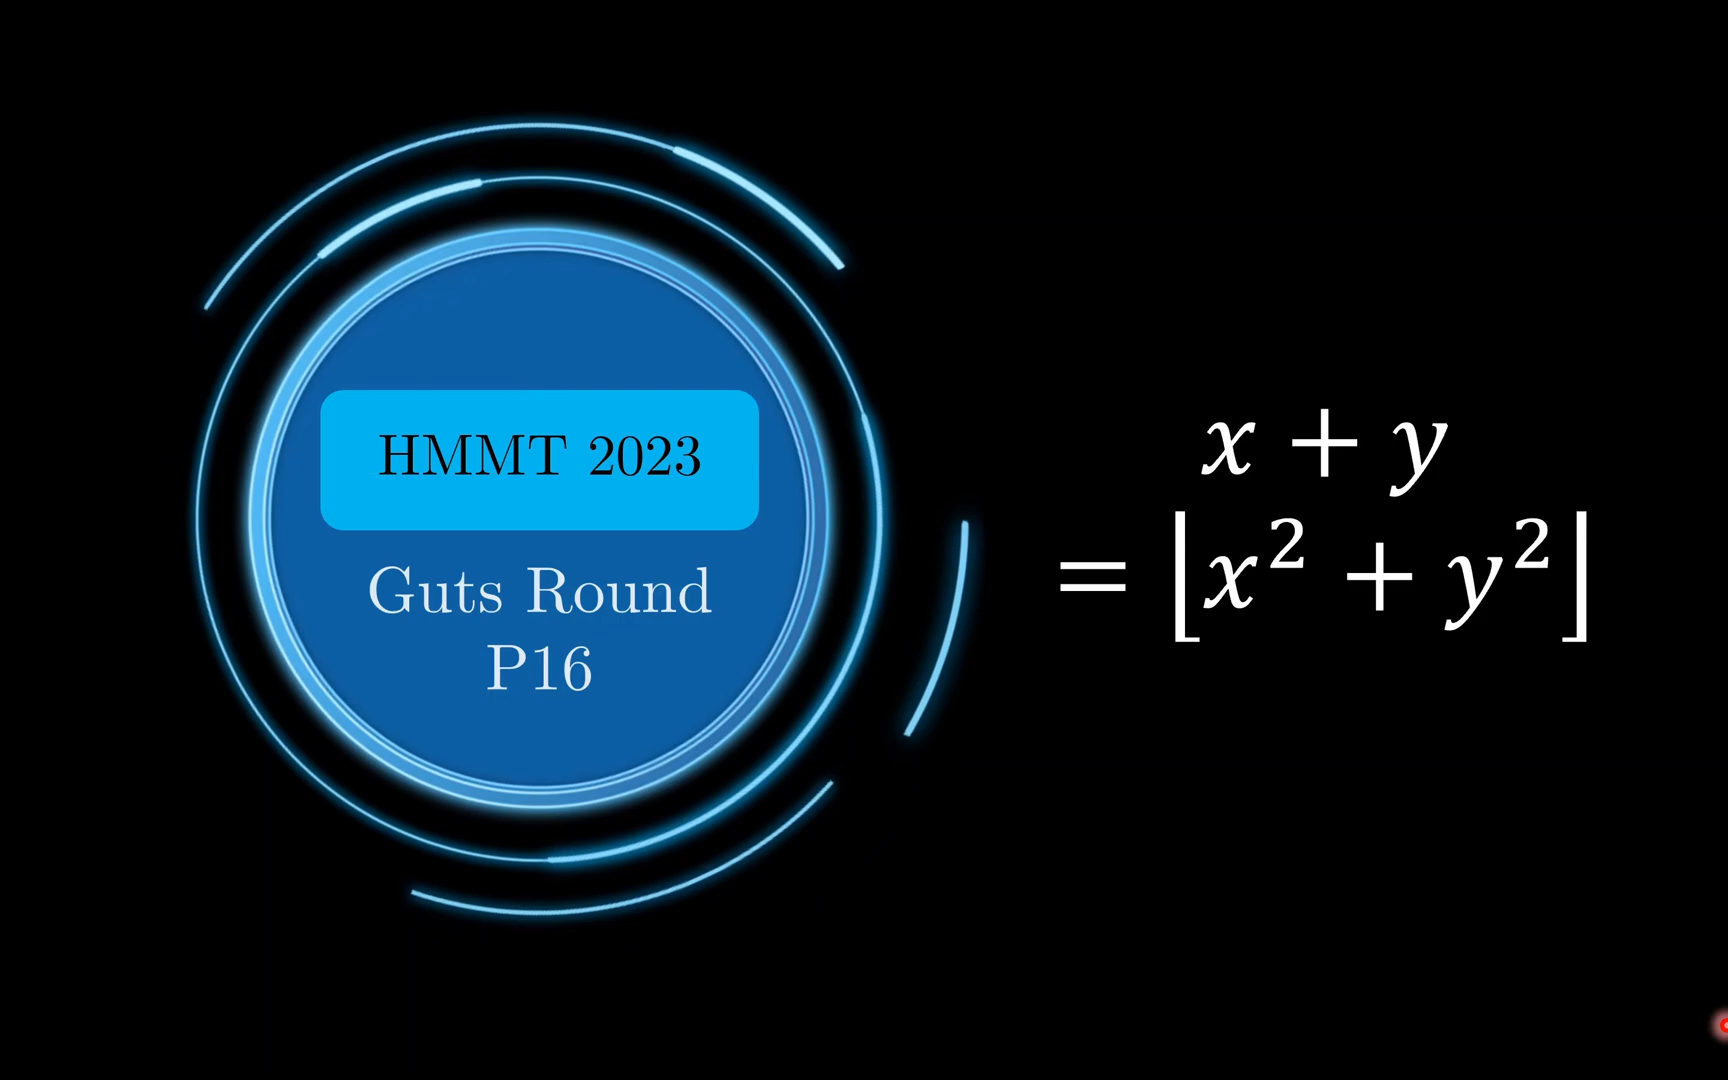 HMMT 2023
Guts Round
P16
x + y
= ⌊x² + y²⌋